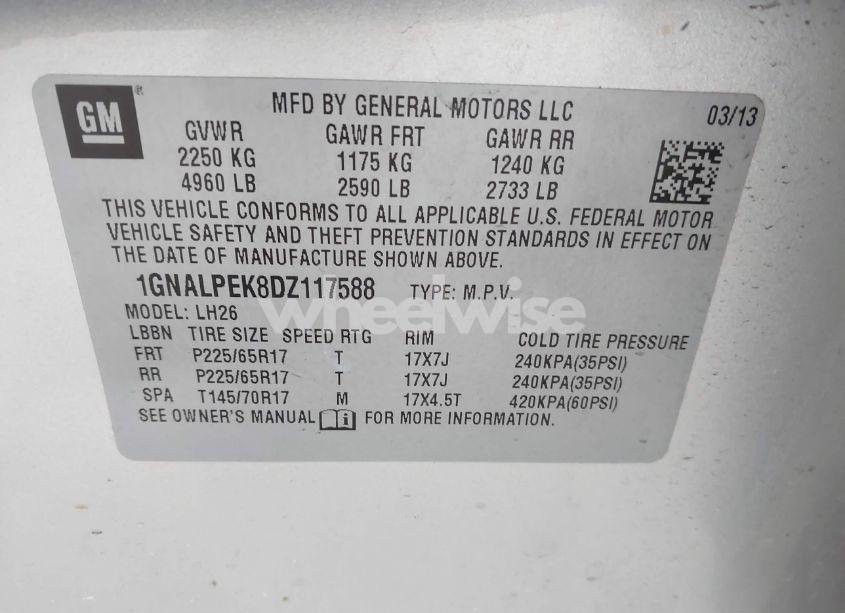 GM®
MFD BY GENERAL MOTORS LLC 03/13
GVWR GAWR FRT GAWR RR
2250 KG 1175 KG 1240 KG
4960 LB 2590 LB 2733 LB
THIS VEHICLE CONFORMS TO ALL APPLICABLE U.S. FEDERAL MOTOR
VEHICLE SAFETY AND THEFT PREVENTION STANDARDS IN EFFECT ON
THE DATE OF MANUFACTURE SHOWN ABOVE.
1GNALPEK8DZ117588 TYPE: M.P.V.
wheelwise
MODEL: LH26
LBBN TIRE SIZE SPEED RTG RIM COLD TIRE PRESSURE
FRT P225/65R17 T 17X7J 240KPA(35PSI)
RR P225/65R17 T 17X7J 240KPA(35PSI)
SPA T145/70R17 M 17X4.5T 420KPA(60PSI)
SEE OWNER'S MANUAL i FOR MORE INFORMATION.